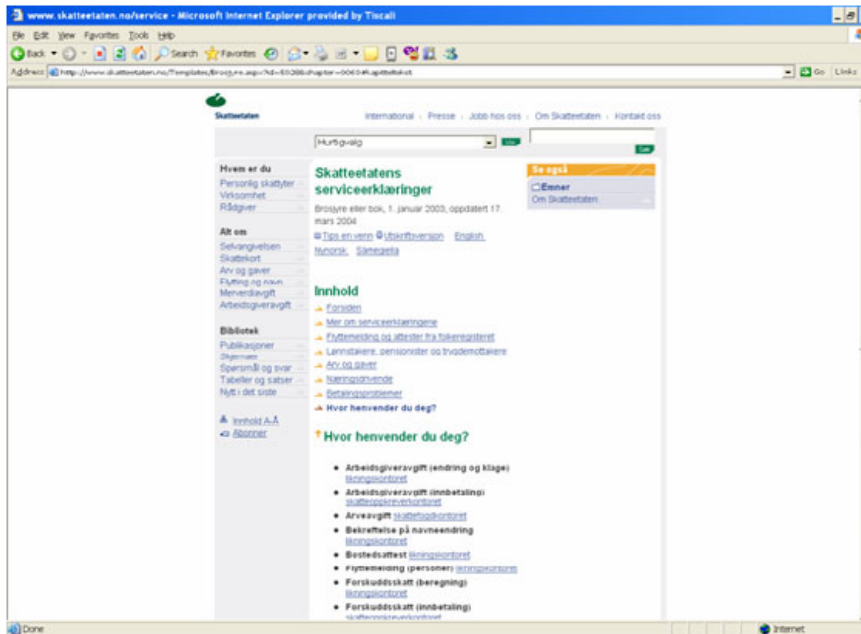 www.skatteetaten.no/service - Microsoft Internet Explorer provided by Tiscali
File Edit View Favorites Tools Help
Back Search Favorites
Address Go Links
Skatteetaten
International Presse Jobb hos oss Om Skatteetaten Kontakt oss
Hurtigvalg
Hvem er du
Personlig skattyter
Virksomhet
Rådgiver
Alt om
Selvangivelsen
Skattekort
Arv og gaver
Flytting og navn
Merverdiavgift
Arbeidsgiveravgift
Bibliotek
Publikasjoner
Skjemaer
Spørsmål og svar
Tabeller og satser
Nytt i det siste
Innhold A-Å
Abonner
Skatteetatens
serviceerklæringer
Brosjyre eller bok, 1. januar 2003, oppdatert 17.
mars 2004
Tips en venn Utskriftsversjon English
Nynorsk Sámegiella
Innhold
Forsiden
Mer om serviceerklæringene
Flyttemelding og attester fra folkeregisteret
Lønnstakere, pensjonister og trygdemottakere
Arv og gaver
Næringsdrivende
Betalingsproblemer
Hvor henvender du deg?
Hvor henvender du deg?
Arbeidsgiveravgift (endring og klage)
likningskontoret
Arbeidsgiveravgift (innbetaling)
skatteoppkreverkontoret
Arveavgift skattefogdkontoret
Bekreftelse på navneendring
likningskontoret
Bostedsattest likningskontoret
Flyttemelding (personer) likningskontoret
Forskuddsskatt (beregning)
likningskontoret
Forskuddsskatt (innbetaling)
skatteoppkreverkontoret
Se også
Emner
Om Skatteetaten
Søk
Done
Internet